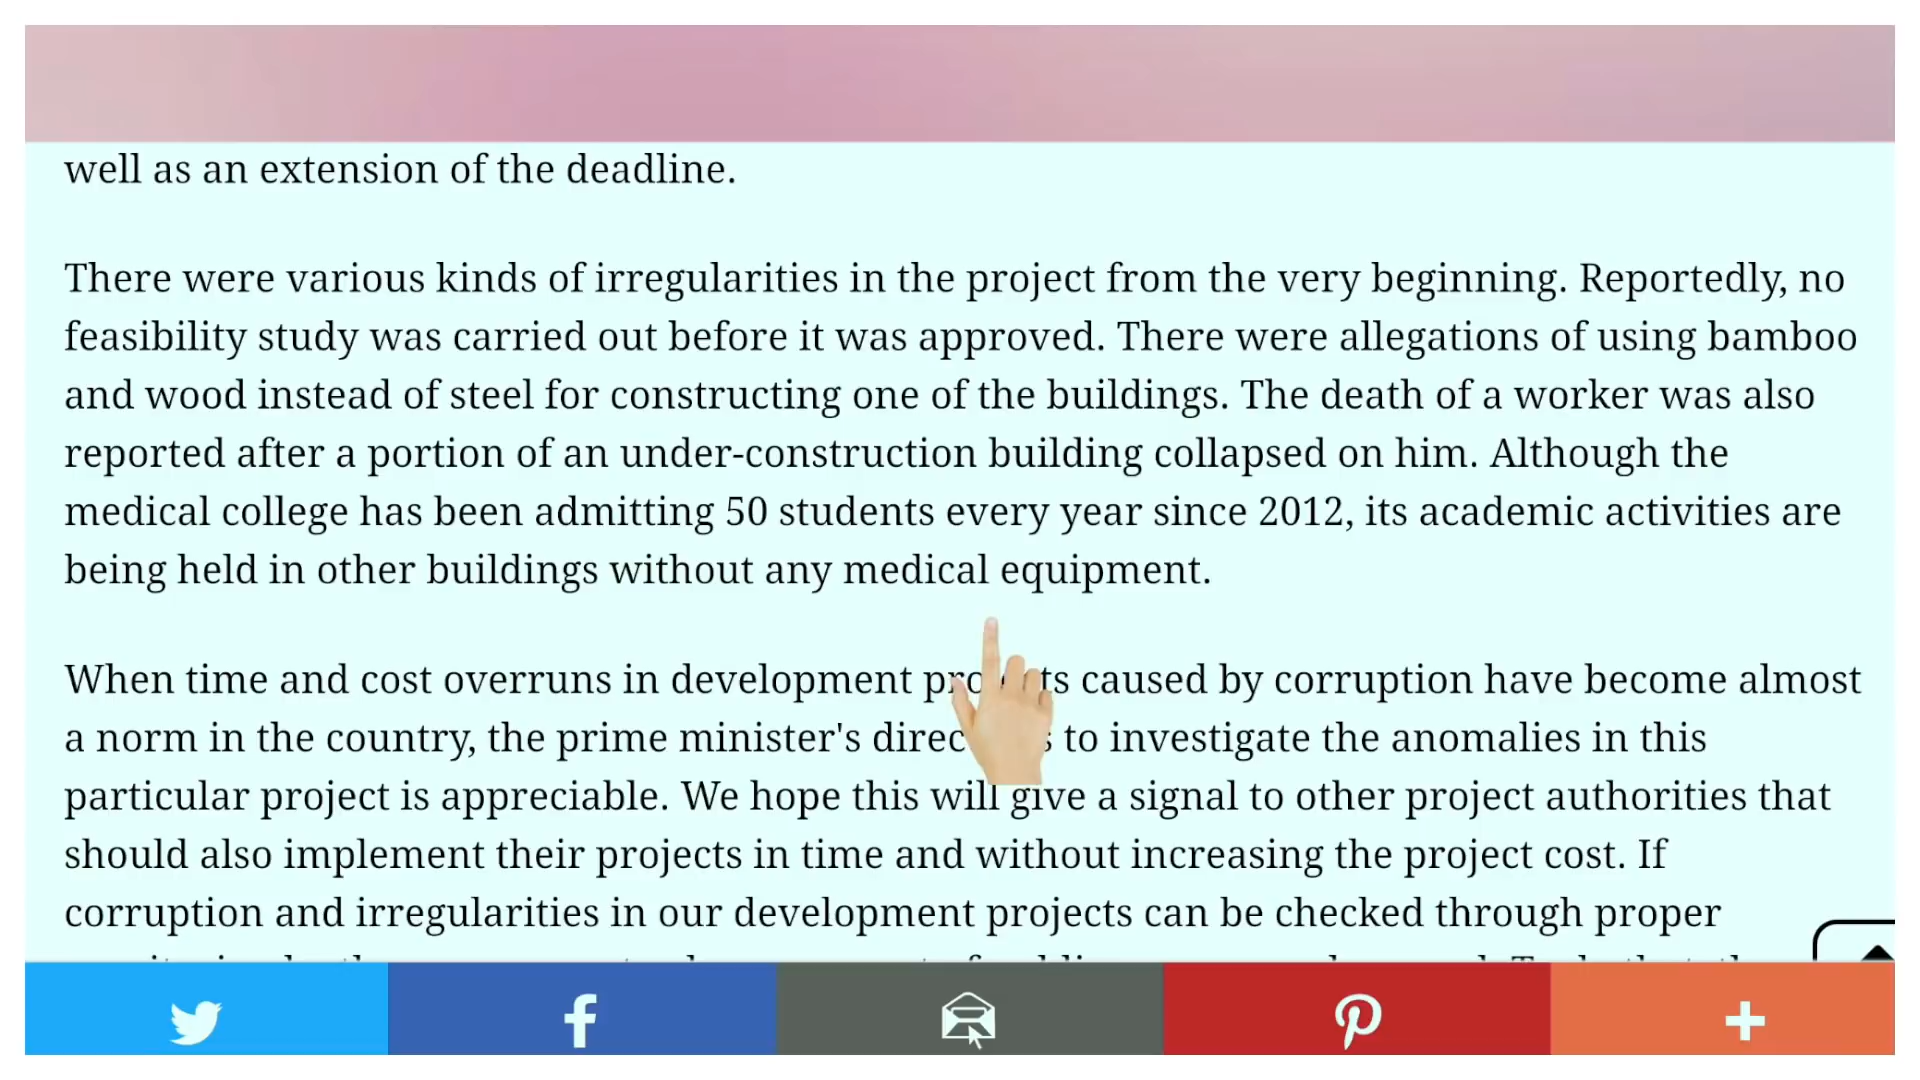 well as an extension of the deadline.
There were various kinds of irregularities in the project from the very beginning. Reportedly, no
feasibility study was carried out before it was approved. There were allegations of using bamboo
and wood instead of steel for constructing one of the buildings. The death of a worker was also
reported after a portion of an under-construction building collapsed on him. Although the
medical college has been admitting 50 students every year since 2012, its academic activities are
being held in other buildings without any medical equipment.
When time and cost overruns in development caused by corruption have become almost
a norm in the country, the prime minister's to investigate the anomalies in this
particular project is appreciable. We hope this will give a signal to other project authorities that
should also implement their projects in time and without increasing the project cost. If
corruption and irregularities in our development projects can be checked through proper